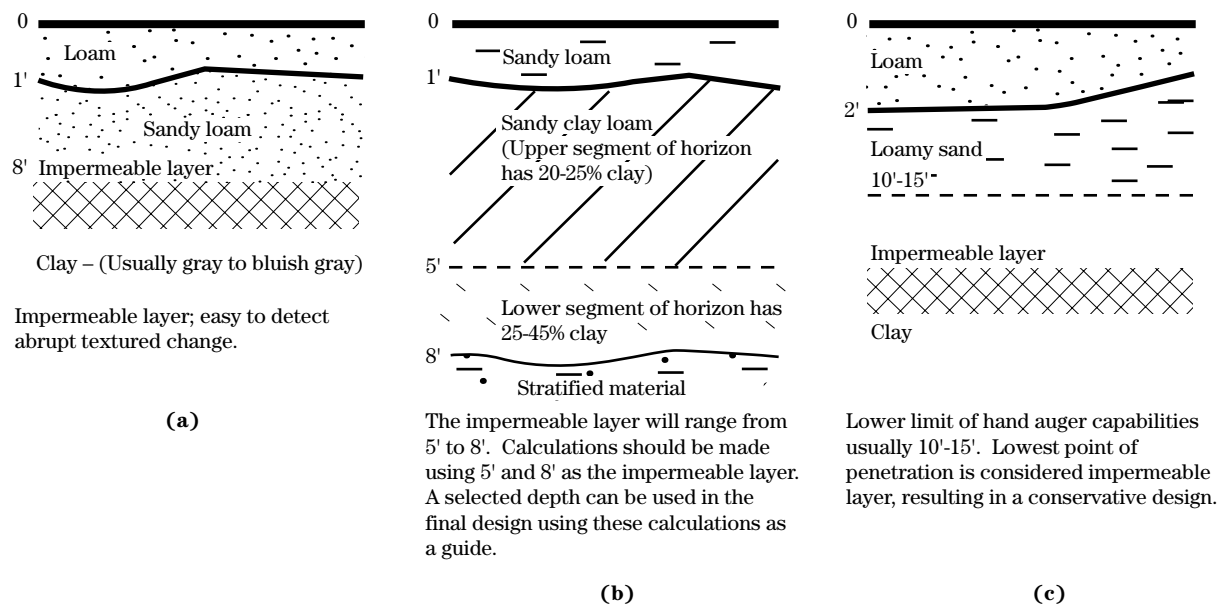 0
Loam
1'
Sandy loam
8' Impermeable layer
Clay – (Usually gray to bluish gray)
Impermeable layer; easy to detect
abrupt textured change.
(a)
0
Sandy loam
1'
Sandy clay loam
(Upper segment of horizon
has 20-25% clay)
5'
Lower segment of horizon has
25-45% clay
8'
Stratified material
The impermeable layer will range from
5' to 8'. Calculations should be made
using 5' and 8' as the impermeable layer.
A selected depth can be used in the
final design using these calculations as
a guide.
(b)
0
Loam
2'
Loamy sand
10'-15'
Impermeable layer
Clay
Lower limit of hand auger capabilities
usually 10'-15'. Lowest point of
penetration is considered impermeable
layer, resulting in a conservative design.
(c)